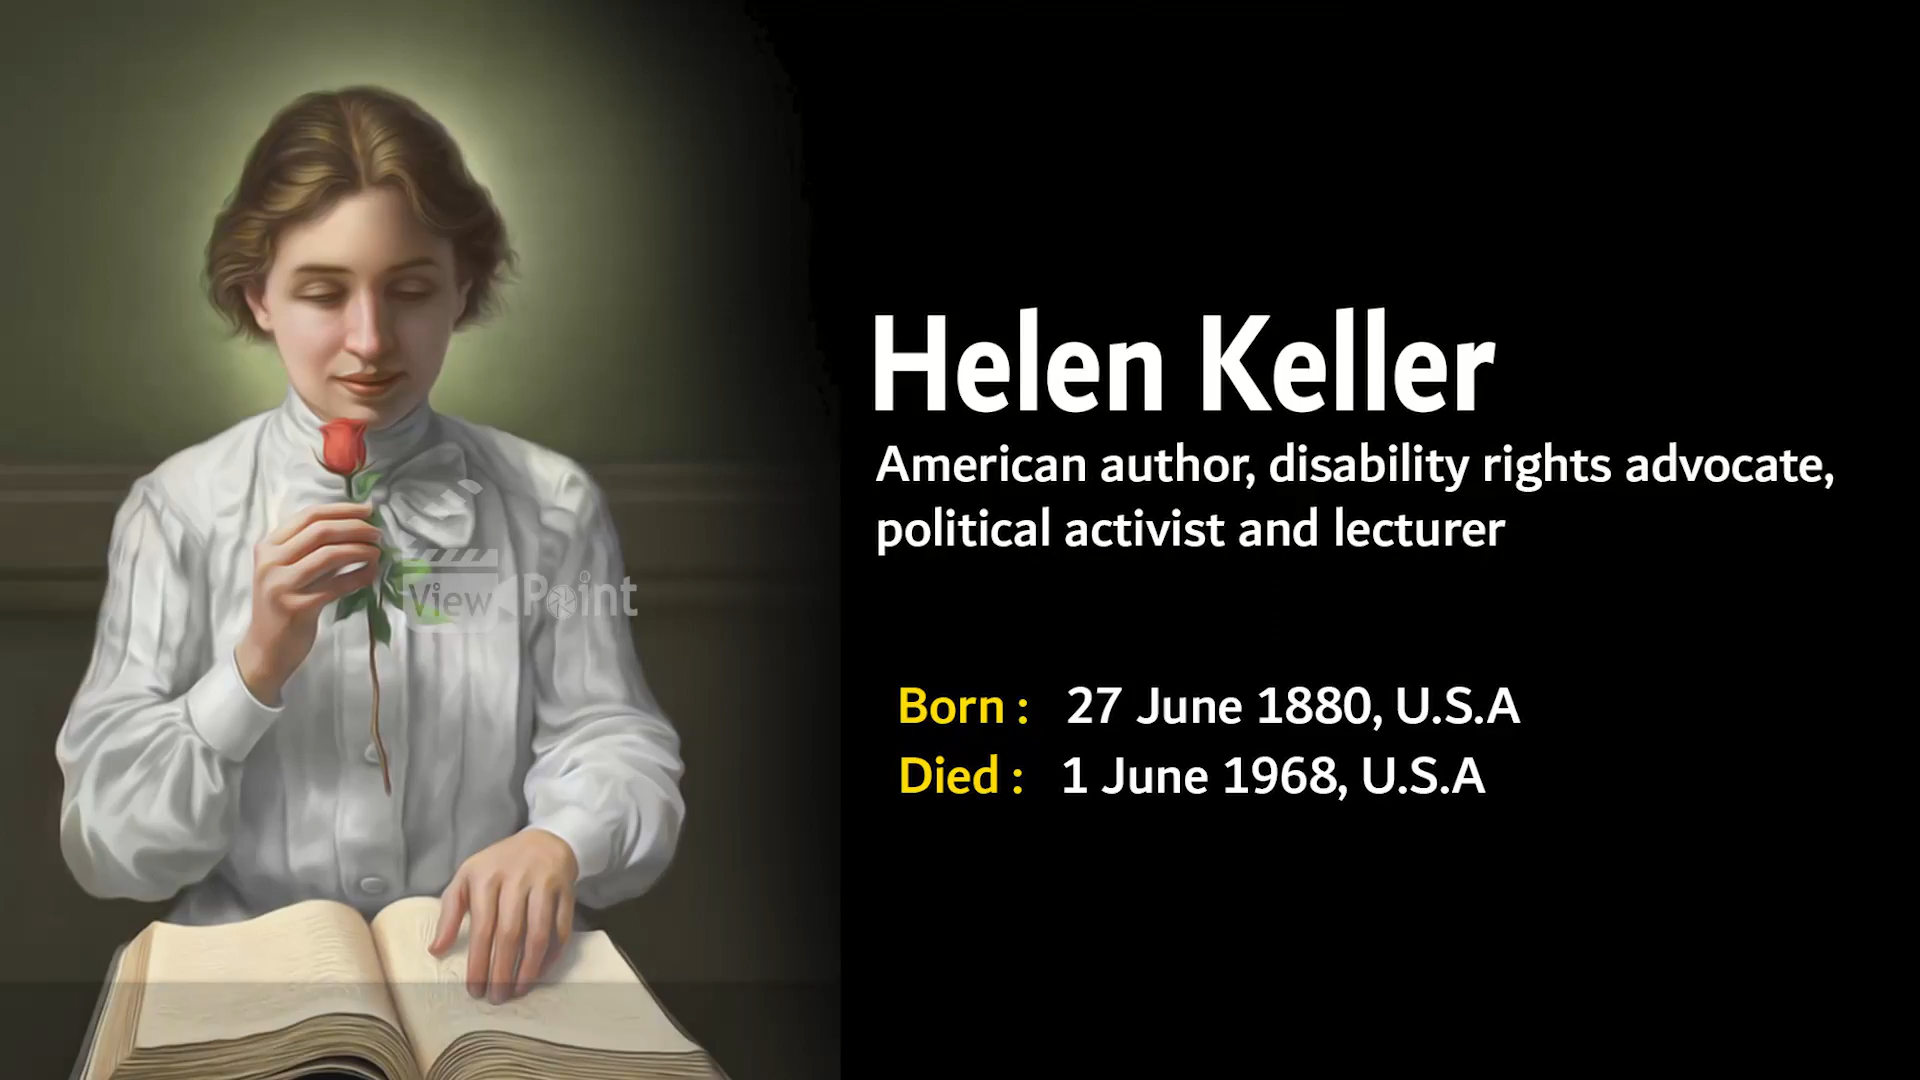 Helen Keller
American author, disability rights advocate,
political activist and lecturer
View Point
Born : 27 June 1880, U.S.A
Died : 1 June 1968, U.S.A